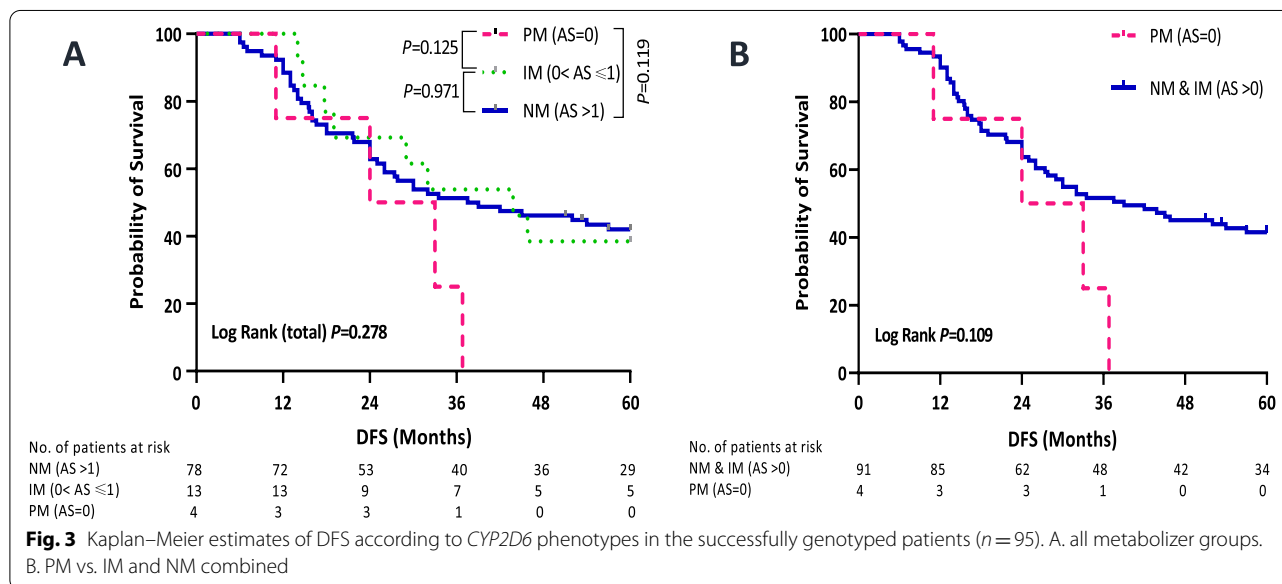 A
Probability of Survival
100
80
60
40
20
0
0 12 24 36 48 60
DFS (Months)
P=0.125
P=0.971
P=0.119
PM (AS=0)
IM (0< AS ⩽1)
NM (AS >1)
Log Rank (total) P=0.278
No. of patients at risk
NM (AS >1) 78 72 53 40 36 29
IM (0< AS ⩽1) 13 13 9 7 5 5
PM (AS=0) 4 3 3 1 0 0
B
Probability of Survival
100
80
60
40
20
0
0 12 24 36 48 60
DFS (Months)
PM (AS=0)
NM & IM (AS >0)
Log Rank P=0.109
No. of patients at risk
NM & IM (AS >0) 91 85 62 48 42 34
PM (AS=0) 4 3 3 1 0 0
Fig. 3 Kaplan–Meier estimates of DFS according to CYP2D6 phenotypes in the successfully genotyped patients (n = 95). A. all metabolizer groups.
B. PM vs. IM and NM combined